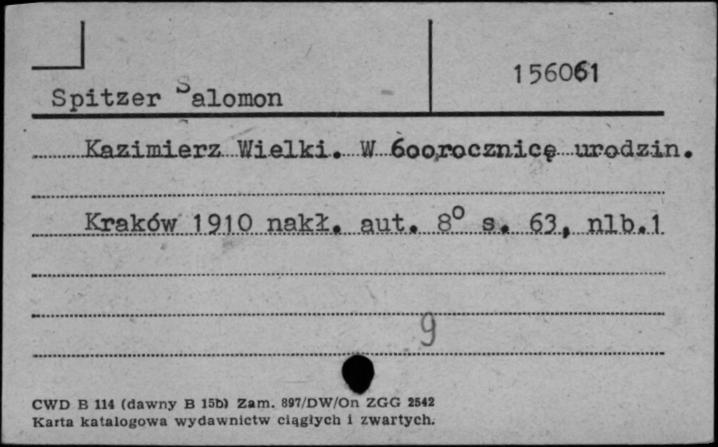 156061
Spitzer Salomon
Kazimierz Wielki. W 600,rocznicę urodzin.
Kraków 1910 nakł. aut. 8° s. 63, nlb.1
9
CWD B 114 (dawny B 15b) Zam. 897/DW/On ZGG 2542
Karta katalogowa wydawnictw ciągłych i zwartych.